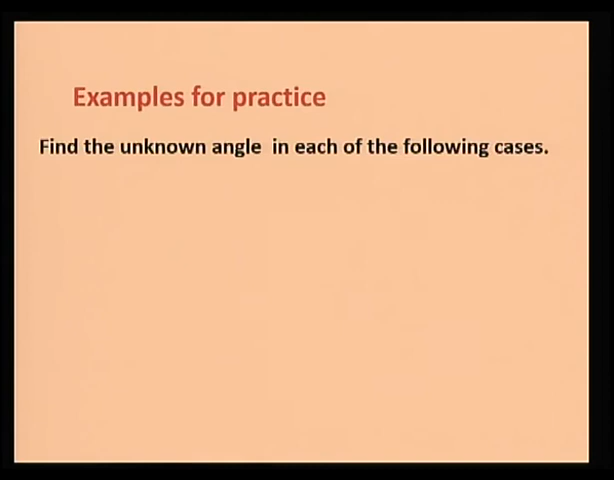 Examples for practice
Find the unknown angle in each of the following cases.